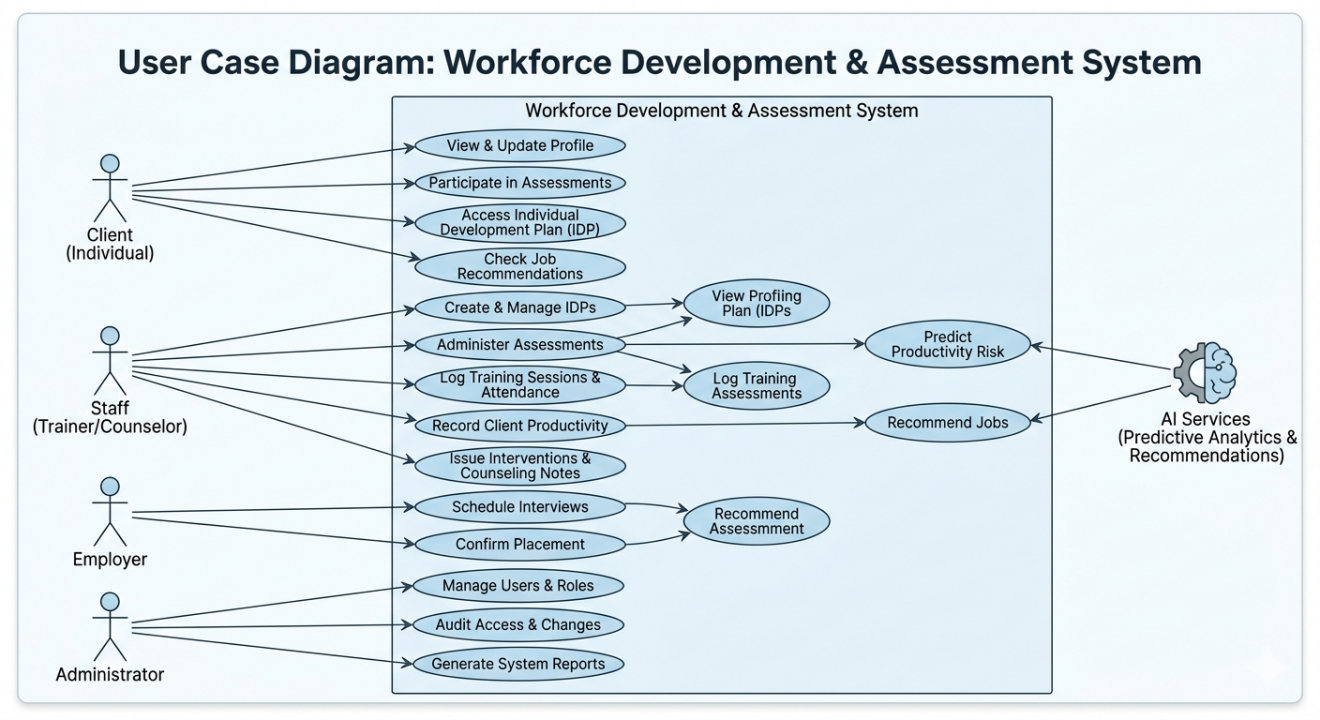 User Case Diagram: Workforce Development & Assessment System
Workforce Development & Assessment System
View & Update Profile
Participate in Assessments
Access Individual
Development Plan (IDP)
Check Job
Recommendations
Client
(Individual)
Create & Manage IDPs
Administer Assessments
Log Training Sessions &
Attendance
Record Client Productivity
Issue Interventions &
Counseling Notes
Staff
(Trainer/Counselor)
View Profiing
Plan (IDPs
Log Training
Assessments
Predict
Productivity Risk
Recommend Jobs
AI Services
(Predictive Analytics &
Recommendations)
Schedule Interviews
Confirm Placement
Recommend
Assessmment
Employer
Manage Users & Roles
Audit Access & Changes
Generate System Reports
Administrator